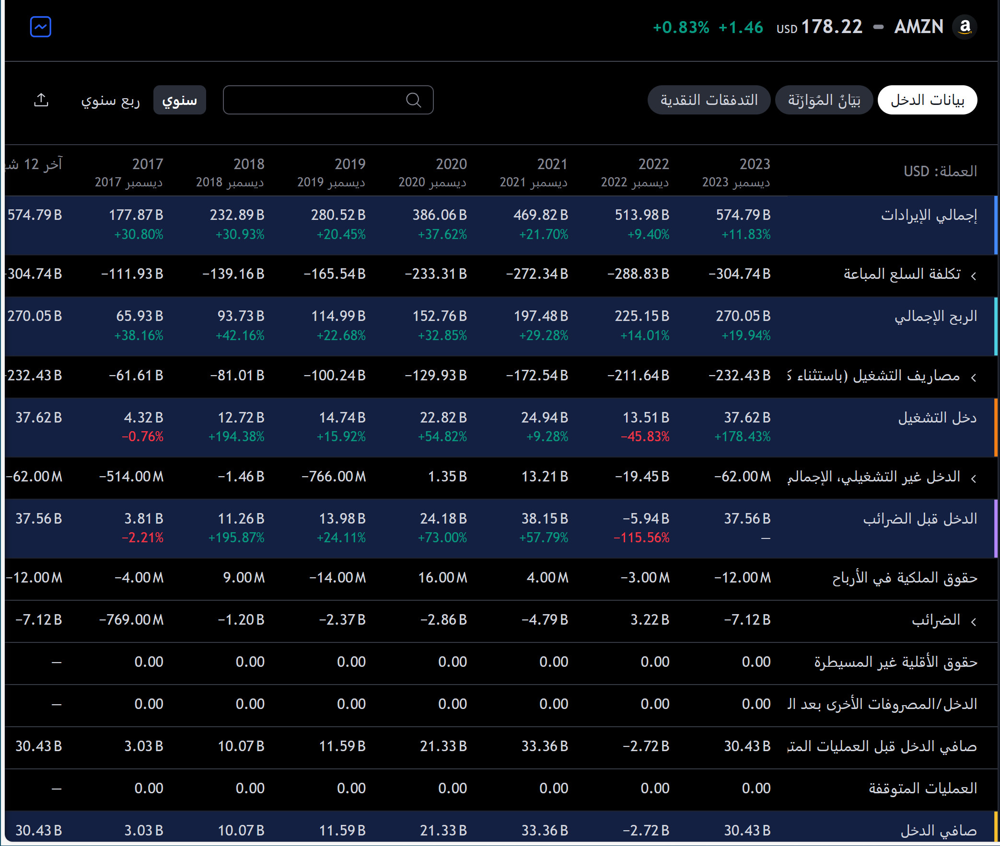 AMZN – 178.22 USD +1.46 +0.83%
بيانات الدخل بَيَانُ المُوَازَنَة التدفقات النقدية سنوي ربع سنوي
العملة: USD 2023 2022 2021 2020 2019 2018 2017 آخر 12
ديسمبر 2023 ديسمبر 2022 ديسمبر 2021 ديسمبر 2020 ديسمبر 2019 ديسمبر 2018 ديسمبر 2017
إجمالي الإيرادات 574.79 B 513.98 B 469.82 B 386.06 B 280.52 B 232.89 B 177.87 B 574.79 B
+11.83% +9.40% +21.70% +37.62% +20.45% +30.93% +30.80%
تكلفة السلع المباعة −304.74 B −288.83 B −272.34 B −233.31 B −165.54 B −139.16 B −111.93 B −304.74 B
الربح الإجمالي 270.05 B 225.15 B 197.48 B 152.76 B 114.99 B 93.73 B 65.93 B 270.05 B
+19.94% +14.01% +29.28% +32.85% +22.68% +42.16% +38.16%
مصاريف التشغيل (باستثناء −232.43 B −211.64 B −172.54 B −129.93 B −100.24 B −81.01 B −61.61 B −232.43 B
دخل التشغيل 37.62 B 13.51 B 24.94 B 22.82 B 14.74 B 12.72 B 4.32 B 37.62 B
+178.43% −45.83% +9.28% +54.82% +15.92% +194.38% −0.76%
الدخل غير التشغيلي، الإجمالي −62.00 M −19.45 B 13.21 B 1.35 B −766.00 M −1.46 B −514.00 M −62.00 M
الدخل قبل الضرائب 37.56 B −5.94 B 38.15 B 24.18 B 13.98 B 11.26 B 3.81 B 37.56 B
— −115.56% +57.79% +73.00% +24.11% +195.87% −2.21%
حقوق الملكية في الأرباح −12.00 M −3.00 M 4.00 M 16.00 M −14.00 M 9.00 M −4.00 M −12.00 M
الضرائب −7.12 B 3.22 B −4.79 B −2.86 B −2.37 B −1.20 B −769.00 M −7.12 B
حقوق الأقلية غير المسيطرة 0.00 0.00 0.00 0.00 0.00 0.00 0.00 —
الدخل/المصروفات الأخرى بعد 0.00 0.00 0.00 0.00 0.00 0.00 0.00 —
صافي الدخل قبل العمليات 30.43 B −2.72 B 33.36 B 21.33 B 11.59 B 10.07 B 3.03 B 30.43 B
العمليات المتوقفة 0.00 0.00 0.00 0.00 0.00 0.00 0.00 —
صافي الدخل 30.43 B −2.72 B 33.36 B 21.33 B 11.59 B 10.07 B 3.03 B 30.43 B